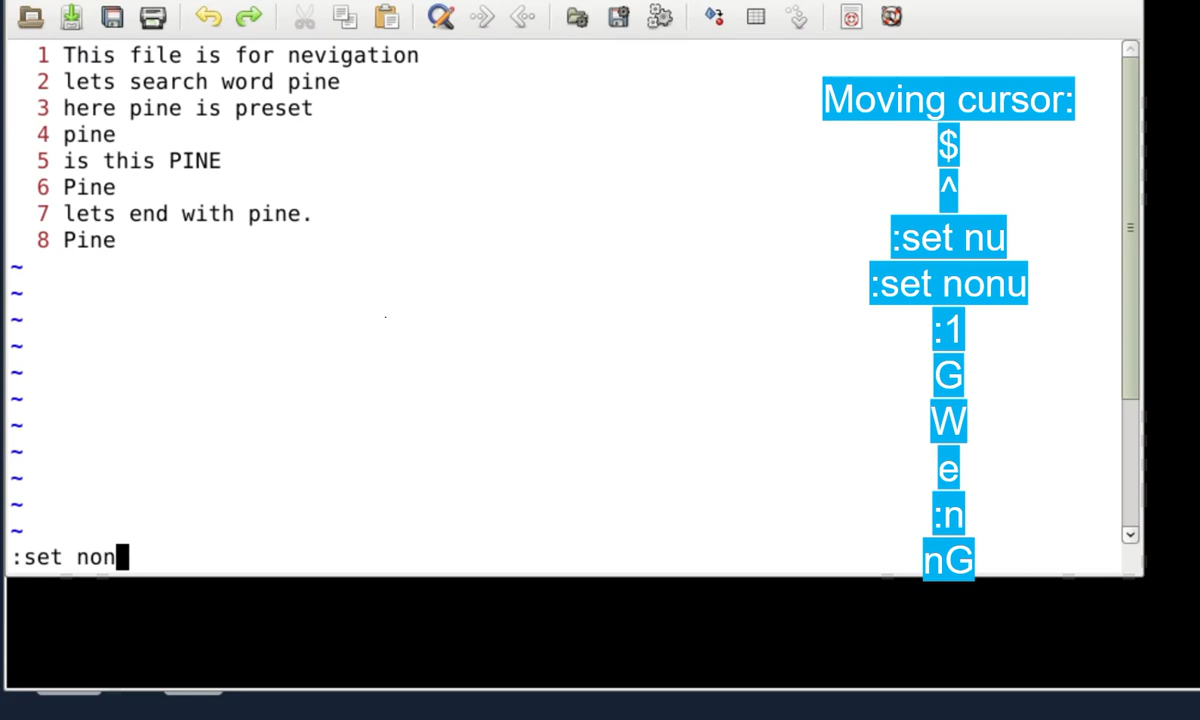 1 This file is for nevigation
2 lets search word pine
3 here pine is preset
4 pine
5 is this PINE
6 Pine
7 lets end with pine.
8 Pine
~
~
~
~
~
~
~
~
~
~
~
:set non
Moving cursor:
$
^
:set nu
:set nonu
:1
G
W
e
:n
nG